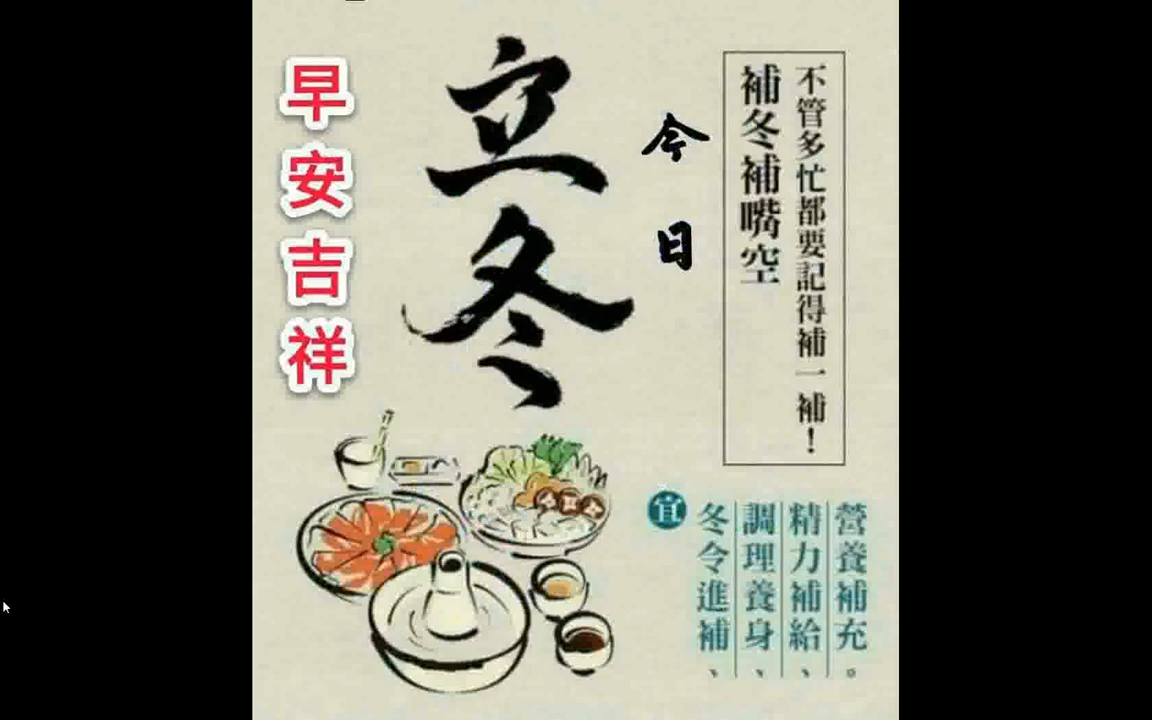 早安吉祥
立冬
今日
不管多忙都要記得補一補！
補冬補嘴空
宜
冬令進補、
調理養身、
精力補給、
營養補充。